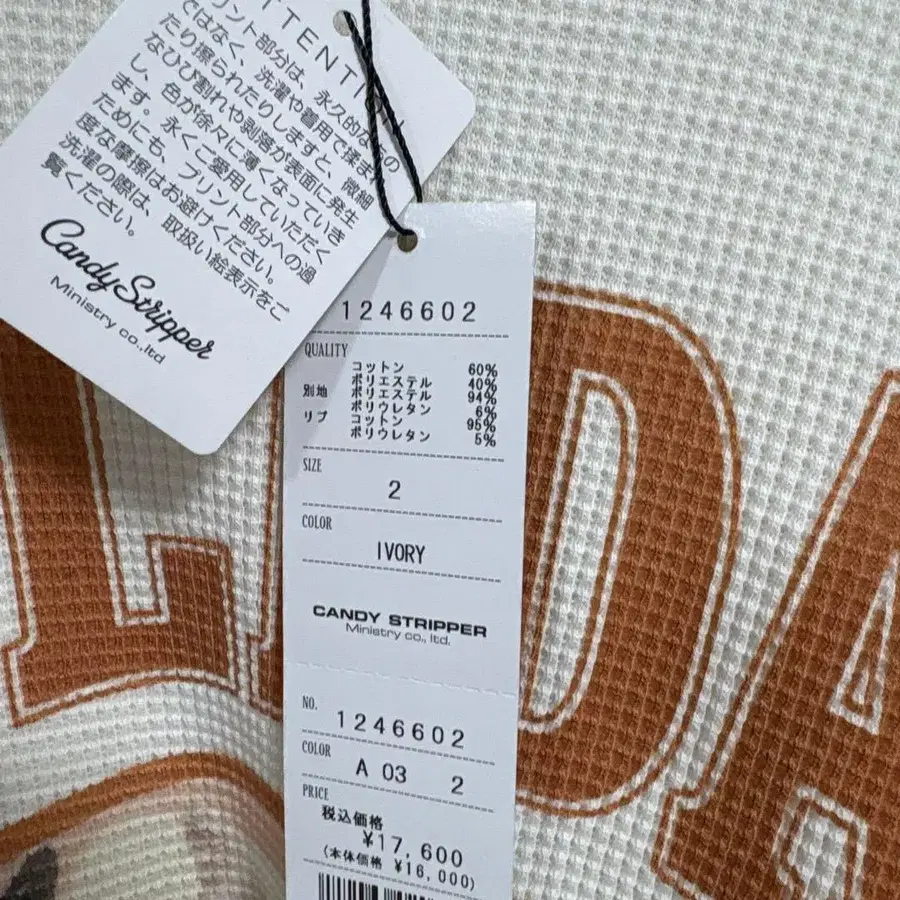 TTENTION
リント部分は、永久的なもの
ではなく、洗濯や着用で揉まれ
たり擦られたりしますと、微細
なひび割れや剥落が表面に発生
し、色が徐々に薄くなっていき
ます。永くご愛用していただく
ためにも、プリント部分への過
度な摩擦はお避けください。
洗濯の際は、取扱い絵表示をご
覧ください。
Candy Stripper
Ministry co.,ltd
1246602
QUALITY
コットン 60%
ポリエステル 40%
別地 ポリエステル 94%
ポリウレタン 6%
リブ コットン 95%
ポリウレタン 5%
SIZE
2
COLOR
IVORY
CANDY STRIPPER
Ministry co., ltd.
NO.
1246602
COLOR
A 03 2
PRICE
税込価格
¥17,600
(本体価格 ¥16,000)
L
DA